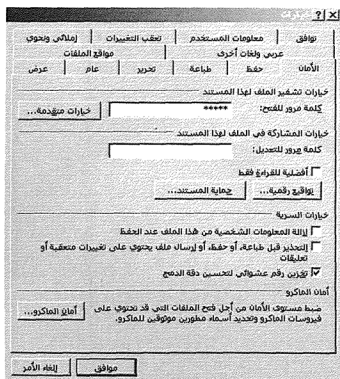 خيارات
توافق
معلومات المستخدم
تعقب التغييرات
إملائي ونحوي
عربي ولغات أخرى
مواقع الملفات
الأمان
حفظ
طباعة
تحرير
عام
عرض
خيارات تشفير الملف لهذا المستند
كلمة مرور للفتح:
*****
خيارات متقدمة...
خيارات المشاركة في الملف لهذا المستند
كلمة مرور للتعديل:
أفضلية للقراءة فقط
تواقيع رقمية...
حماية المستند...
خيارات السرية
إزالة المعلومات الشخصية من هذا الملف عند الحفظ
التحذير قبل طباعة، أو حفظ، أو إرسال ملف يحتوي على تغييرات متعقبة أو
تعليقات
تخزين رقم عشوائي لتحسين دقة الدمج
أمان الماكرو
ضبط مستوى الأمان من أجل فتح الملفات التي قد تحتوي على
فيروسات الماكرو وتحديد أسماء مطورين موثوقين للماكرو.
أمان الماكرو...
موافق
إلغاء الأمر